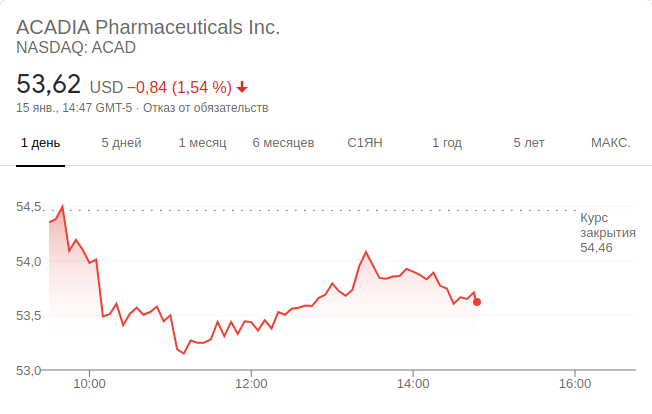 ACADIA Pharmaceuticals Inc.
NASDAQ: ACAD
53,62 USD −0,84 (1,54 %)
15 янв., 14:47 GMT-5 · Отказ от обязательств
1 день 5 дней 1 месяц 6 месяцев С1ЯН 1 год 5 лет МАКС.
54,5
Курс
закрытия
54,46
54,0
53,5
53,0
10:00 12:00 14:00 16:00